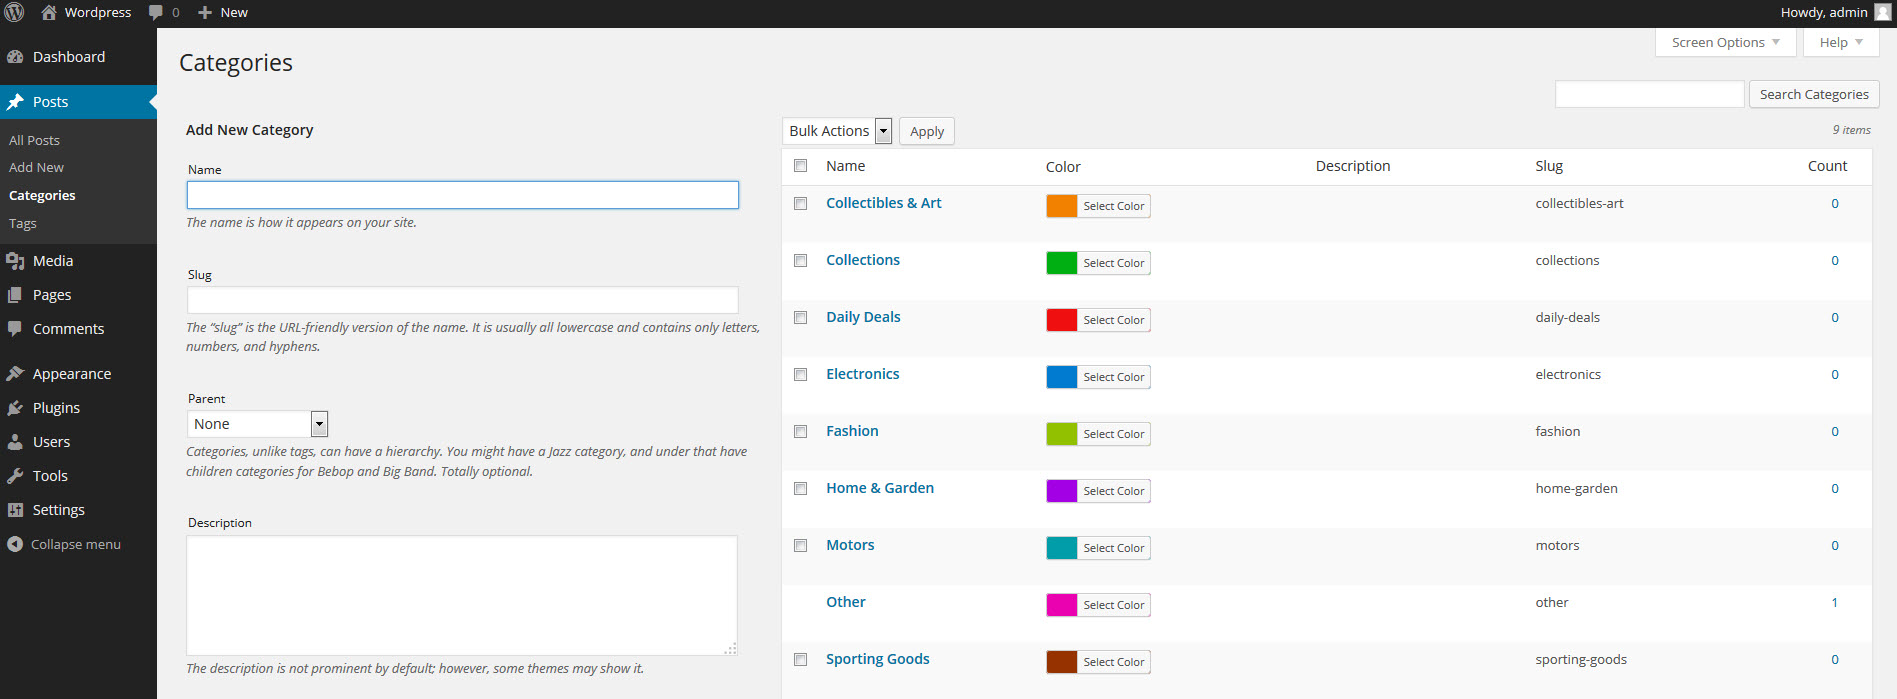 Wordpress 0 New Howdy, admin
Dashboard
Posts
All Posts
Add New
Categories
Tags
Media
Pages
Comments
Appearance
Plugins
Users
Tools
Settings
Collapse menu
Screen Options Help
Categories
Search Categories
Add New Category
Name
The name is how it appears on your site.
Slug
The “slug” is the URL-friendly version of the name. It is usually all lowercase and contains only letters,
numbers, and hyphens.
Parent
None
Categories, unlike tags, can have a hierarchy. You might have a Jazz category, and under that have
children categories for Bebop and Big Band. Totally optional.
Description
The description is not prominent by default; however, some themes may show it.
Bulk Actions Apply 9 items
Name Color Description Slug Count
Collectibles & Art Select Color collectibles-art 0
Collections Select Color collections 0
Daily Deals Select Color daily-deals 0
Electronics Select Color electronics 0
Fashion Select Color fashion 0
Home & Garden Select Color home-garden 0
Motors Select Color motors 0
Other Select Color other 1
Sporting Goods Select Color sporting-goods 0